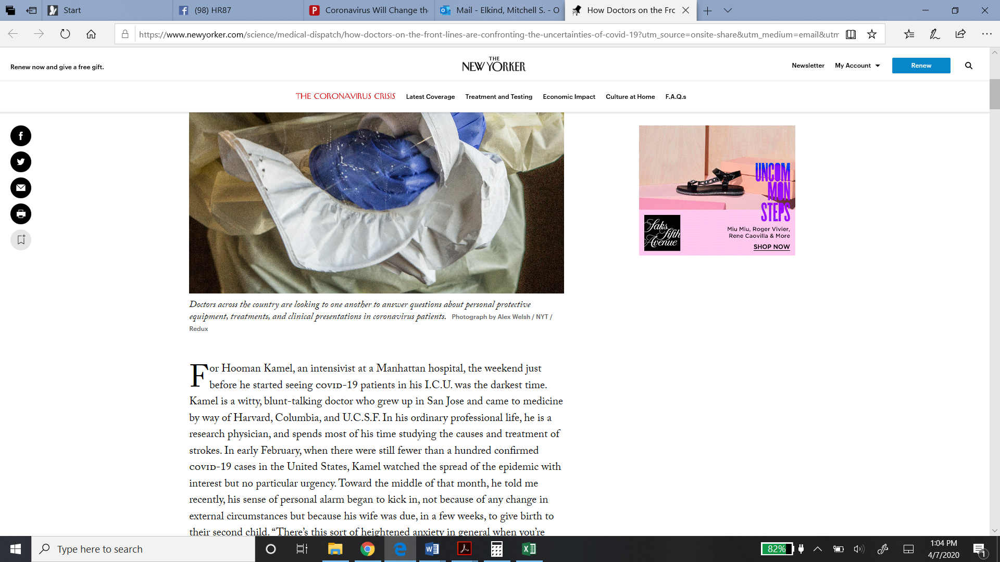 Start
(98) HR87
Coronavirus Will Change th
Mail - Elkind, Mitchell S. - O
How Doctors on the Frc
https://www.newyorker.com/science/medical-dispatch/how-doctors-on-the-front-lines-are-confronting-the-uncertainties-of-covid-19?utm_source=onsite-share&utm_medium=email&utm
Renew now and give a free gift.
THE
NEW YORKER
Newsletter
My Account
Renew
THE CORONAVIRUS CRISIS
Latest Coverage
Treatment and Testing
Economic Impact
Culture at Home
F.A.Q.s
UNCOM
MON
STEPS
Saks
Fifth
Avenue
Miu Miu, Roger Vivier,
Rene Caovilla & More
SHOP NOW
Doctors across the country are looking to one another to answer questions about personal protective
equipment, treatments, and clinical presentations in coronavirus patients. Photograph by Alex Welsh / NYT /
Redux
For Hooman Kamel, an intensivist at a Manhattan hospital, the weekend just
before he started seeing COVID-19 patients in his I.C.U. was the darkest time.
Kamel is a witty, blunt-talking doctor who grew up in San Jose and came to medicine
by way of Harvard, Columbia, and U.C.S.F. In his ordinary professional life, he is a
research physician, and spends most of his time studying the causes and treatment of
strokes. In early February, when there were still fewer than a hundred confirmed
COVID-19 cases in the United States, Kamel watched the spread of the epidemic with
interest but no particular urgency. Toward the middle of that month, he told me
recently, his sense of personal alarm began to kick in, not because of any change in
external circumstances but because his wife was due, in a few weeks, to give birth to
their second child. “There’s this sort of heightened anxiety in general when you’re
Type here to search
82%
1:04 PM
4/7/2020
1